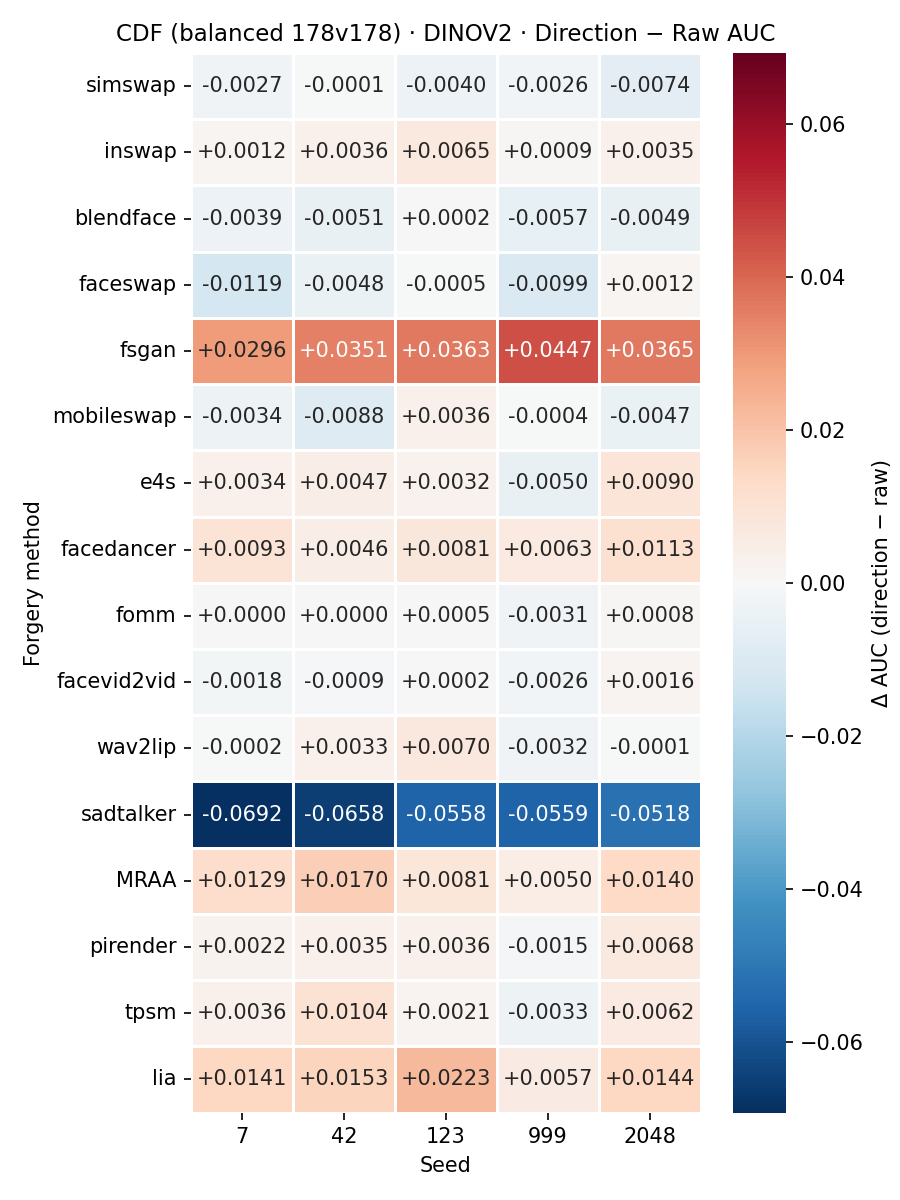 CDF (balanced 178v178) · DINOV2 · Direction − Raw AUC
simswap -0.0027 -0.0001 -0.0040 -0.0026 -0.0074
inswap +0.0012 +0.0036 +0.0065 +0.0009 +0.0035
blendface -0.0039 -0.0051 +0.0002 -0.0057 -0.0049
faceswap -0.0119 -0.0048 -0.0005 -0.0099 +0.0012
fsgan +0.0296 +0.0351 +0.0363 +0.0447 +0.0365
mobileswap -0.0034 -0.0088 +0.0036 -0.0004 -0.0047
e4s +0.0034 +0.0047 +0.0032 -0.0050 +0.0090
facedancer +0.0093 +0.0046 +0.0081 +0.0063 +0.0113
fomm +0.0000 +0.0000 +0.0005 -0.0031 +0.0008
facevid2vid -0.0018 -0.0009 +0.0002 -0.0026 +0.0016
wav2lip -0.0002 +0.0033 +0.0070 -0.0032 -0.0001
sadtalker -0.0692 -0.0658 -0.0558 -0.0559 -0.0518
MRAA +0.0129 +0.0170 +0.0081 +0.0050 +0.0140
pirender +0.0022 +0.0035 +0.0036 -0.0015 +0.0068
tpsm +0.0036 +0.0104 +0.0021 -0.0033 +0.0062
lia +0.0141 +0.0153 +0.0223 +0.0057 +0.0144
7 42 123 999 2048
Seed
Forgery method
0.06
0.04
0.02
0.00
−0.02
−0.04
−0.06
Δ AUC (direction − raw)